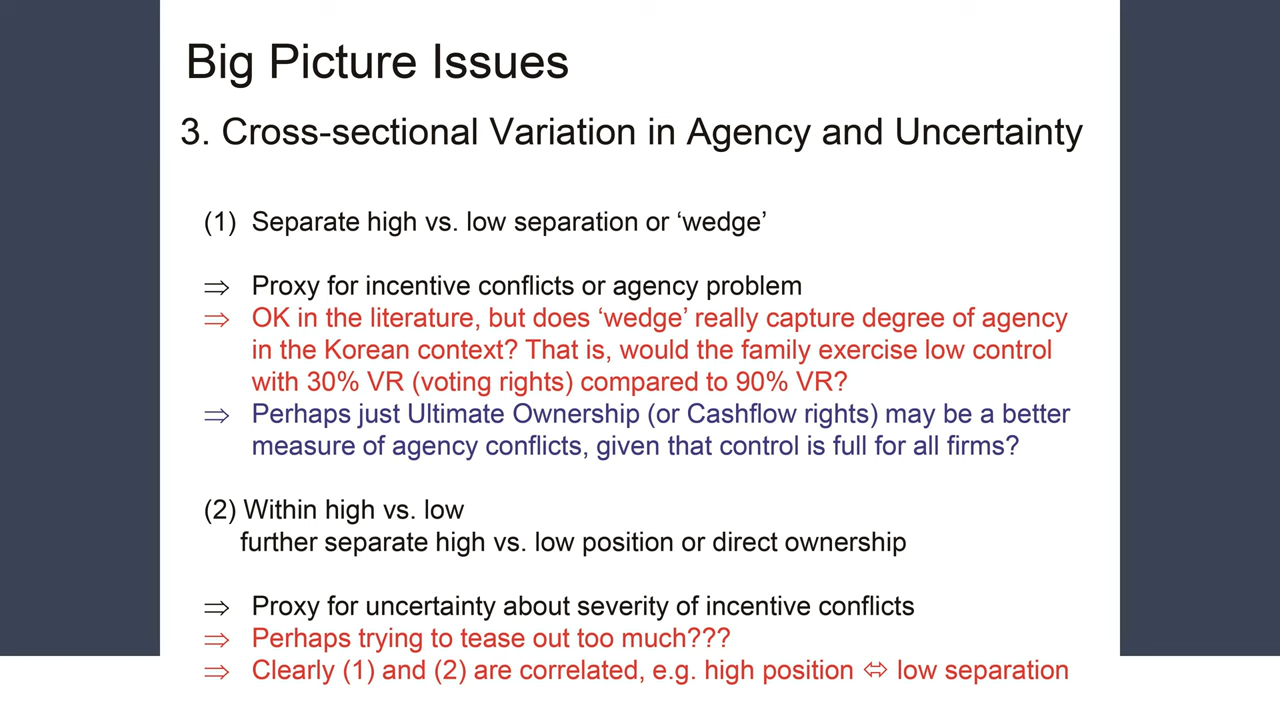 Big Picture Issues
3. Cross-sectional Variation in Agency and Uncertainty
(1) Separate high vs. low separation or ‘wedge’
⇒ Proxy for incentive conflicts or agency problem
⇒ OK in the literature, but does ‘wedge’ really capture degree of agency
in the Korean context? That is, would the family exercise low control
with 30% VR (voting rights) compared to 90% VR?
⇒ Perhaps just Ultimate Ownership (or Cashflow rights) may be a better
measure of agency conflicts, given that control is full for all firms?
(2) Within high vs. low
further separate high vs. low position or direct ownership
⇒ Proxy for uncertainty about severity of incentive conflicts
⇒ Perhaps trying to tease out too much???
⇒ Clearly (1) and (2) are correlated, e.g. high position ⇔ low separation